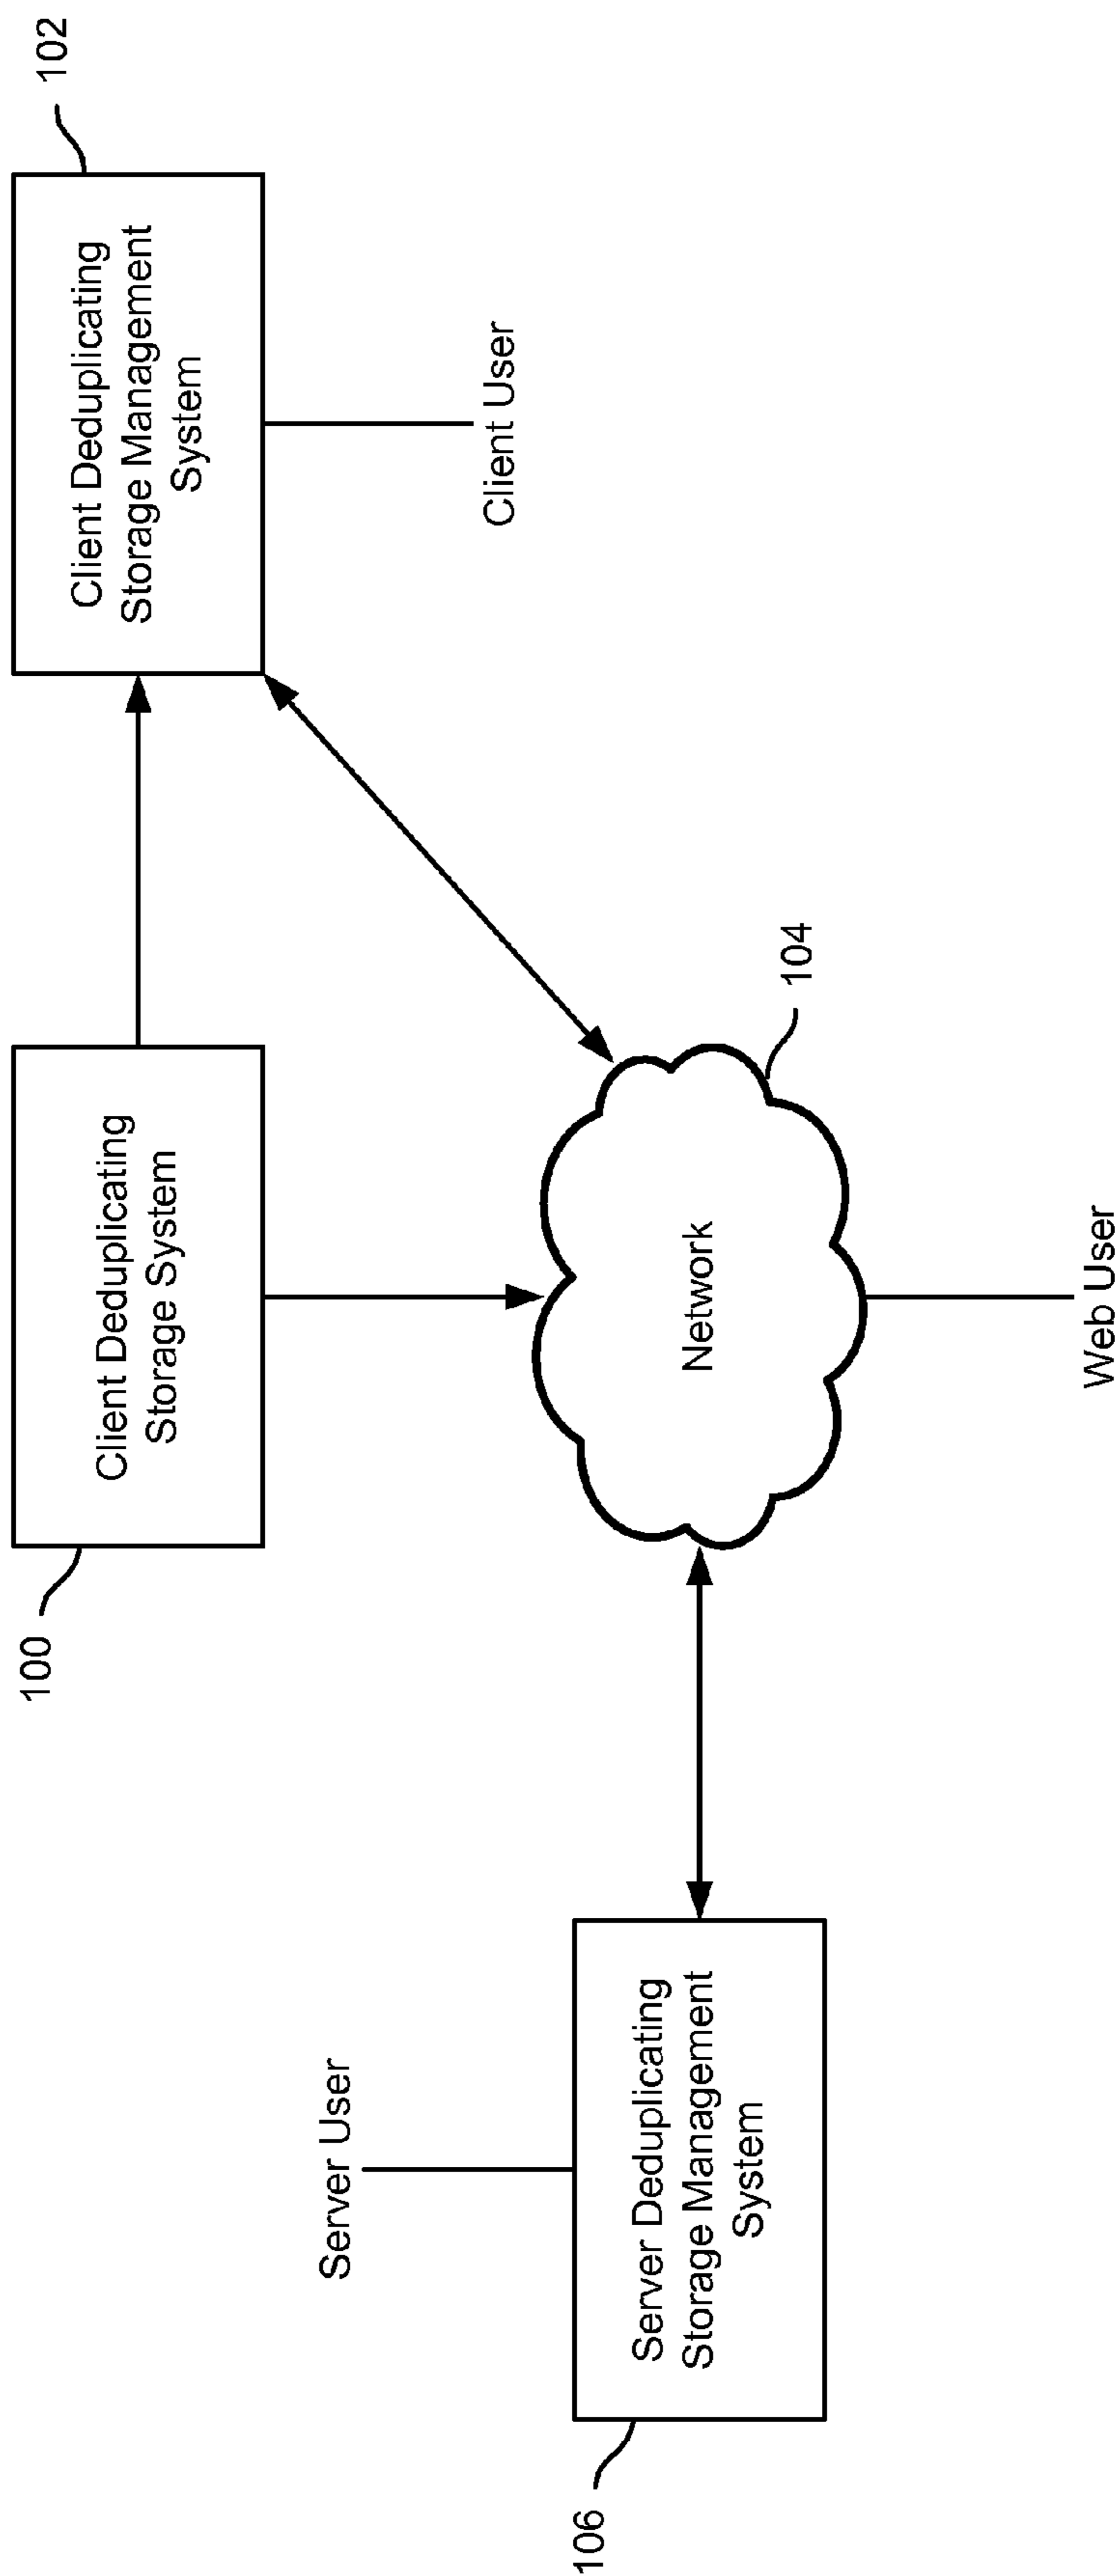 100
Client Deduplicating
Storage System
Client Deduplicating
Storage Management
System
102
Client User
Server User
Network
104
106
Server Deduplicating
Storage Management
System
Web User